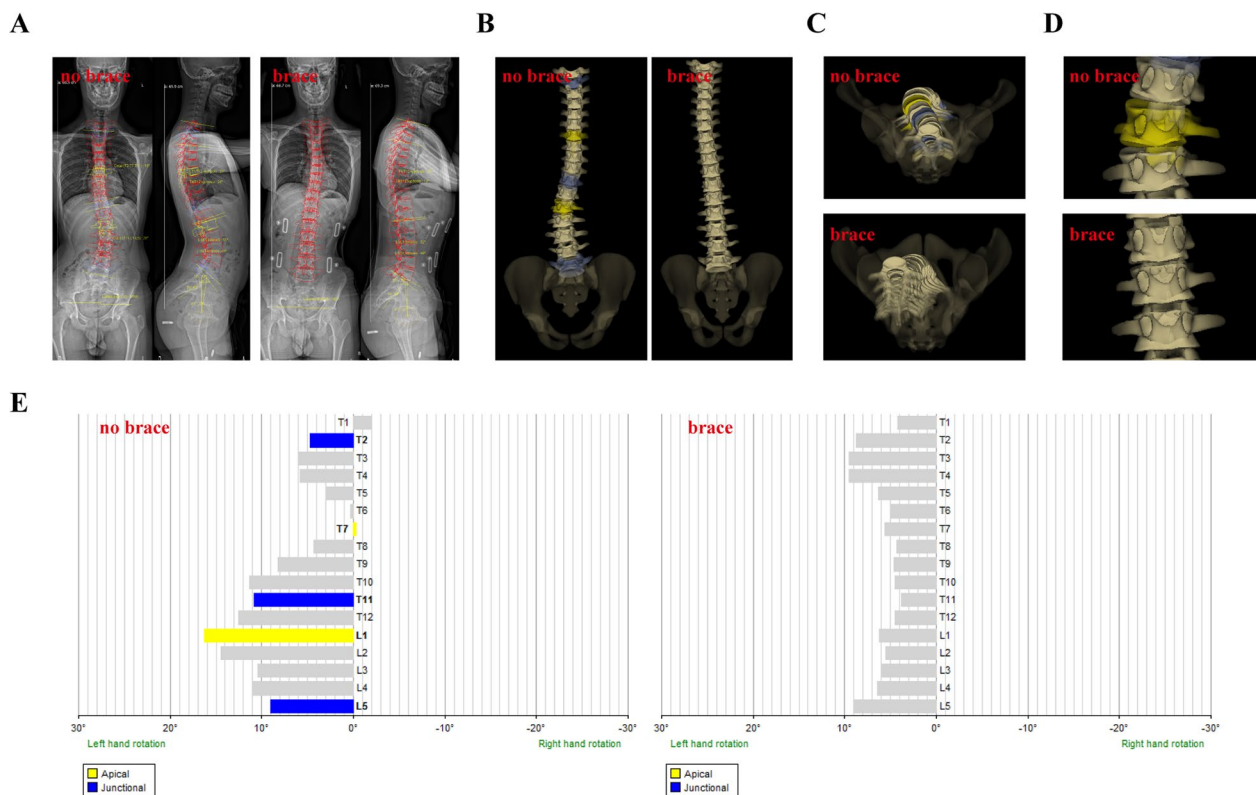 A
B
C
D
no brace
brace
no brace
brace
no brace
no brace
L
brace
brace
E
no brace
T1
T2
T3
T4
T5
T6
T7
T8
T9
T10
T11
T12
L1
L2
L3
L4
L5
30° 20° 10° 0° -10° -20° -30°
Left hand rotation Right hand rotation
Apical
Junctional
brace
T1
T2
T3
T4
T5
T6
T7
T8
T9
T10
T11
T12
L1
L2
L3
L4
L5
30° 20° 10° 0° -10° -20° -30°
Left hand rotation Right hand rotation
Apical
Junctional